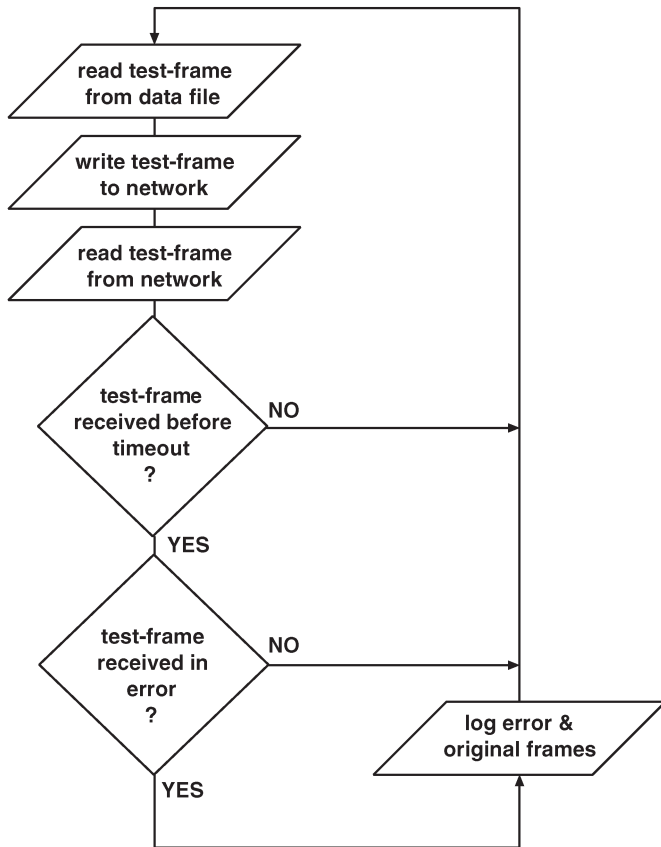 read test-frame
from data file
write test-frame
to network
read test-frame
from network
test-frame
received before
timeout
?
NO
YES
test-frame
received in
error
?
NO
YES
log error &
original frames